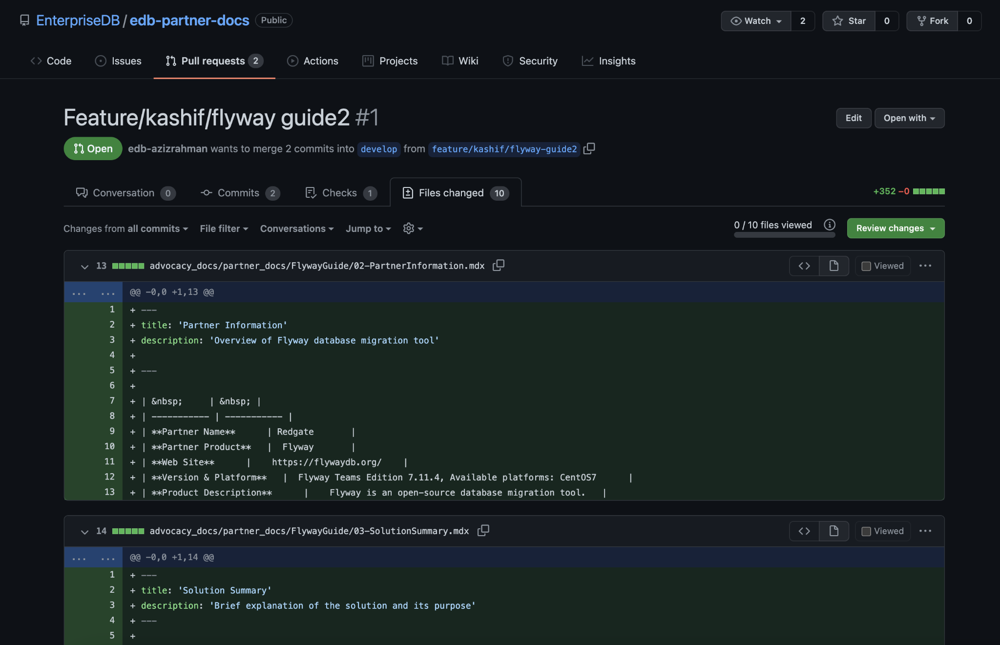 EnterpriseDB / edb-partner-docs Public Watch 2 Star 0 Fork 0
Code Issues Pull requests 2 Actions Projects Wiki Security Insights
Feature/kashif/flyway guide2 #1 Edit Open with
Open edb-azizrahman wants to merge 2 commits into develop from feature/kashif/flyway-guide2
Conversation 0 Commits 2 Checks 1 Files changed 10 +352 −0
Changes from all commits File filter Conversations Jump to 0 / 10 files viewed Review changes
13 advocacy_docs/partner_docs/FlywayGuide/02-PartnerInformation.mdx Viewed ...
... ... @@ -0,0 +1,13 @@
1 + ---
2 + title: 'Partner Information'
3 + description: 'Overview of Flyway database migration tool'
4 +
5 + ---
6 +
7 + | &nbsp; | &nbsp; |
8 + | ----------- | ----------- |
9 + | **Partner Name** | Redgate |
10 + | **Partner Product** | Flyway |
11 + | **Web Site** | https://flywaydb.org/ |
12 + | **Version & Platform** | Flyway Teams Edition 7.11.4, Available platforms: CentOS7 |
13 + | **Product Description** | Flyway is an open-source database migration tool. |
14 advocacy_docs/partner_docs/FlywayGuide/03-SolutionSummary.mdx Viewed ...
... ... @@ -0,0 +1,14 @@
1 + ---
2 + title: 'Solution Summary'
3 + description: 'Brief explanation of the solution and its purpose'
4 + ---
5 +